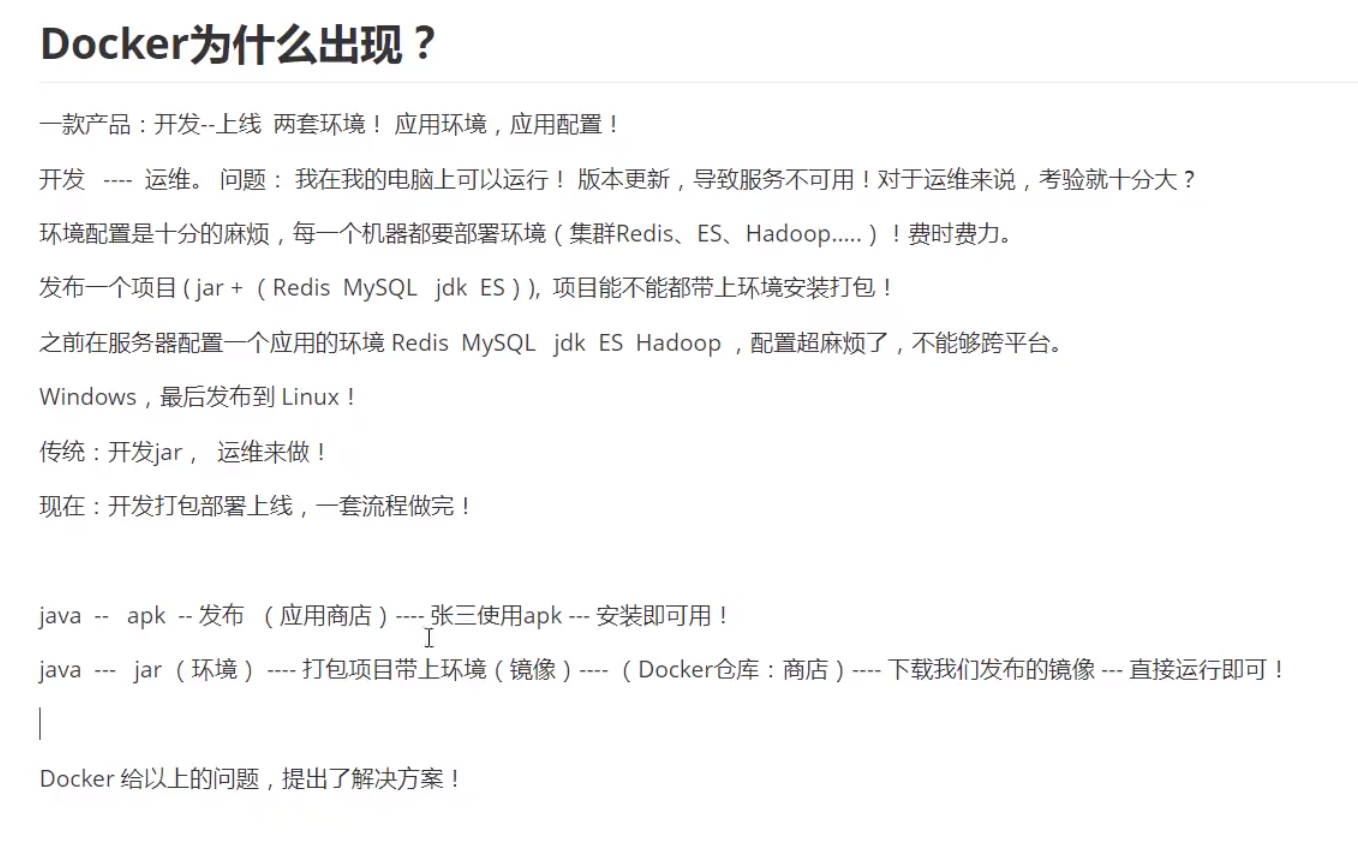 Docker为什么出现？
一款产品：开发--上线 两套环境！ 应用环境，应用配置！
开发 ---- 运维。 问题： 我在我的电脑上可以运行！ 版本更新，导致服务不可用！对于运维来说，考验就十分大？
环境配置是十分的麻烦，每一个机器都要部署环境（集群Redis、ES、Hadoop.....）！费时费力。
发布一个项目 ( jar + （ Redis MySQL jdk ES ) )，项目能不能都带上环境安装打包！
之前在服务器配置一个应用的环境 Redis MySQL jdk ES Hadoop ，配置超麻烦了，不能够跨平台。
Windows，最后发布到 Linux！
传统：开发jar， 运维来做！
现在：开发打包部署上线，一套流程做完！
java -- apk -- 发布 （应用商店）---- 张三使用apk --- 安装即可用！
java --- jar（环境） ---- 打包项目带上环境（镜像）---- （Docker仓库：商店）---- 下载我们发布的镜像 --- 直接运行即可！
Docker 给以上的问题，提出了解决方案！